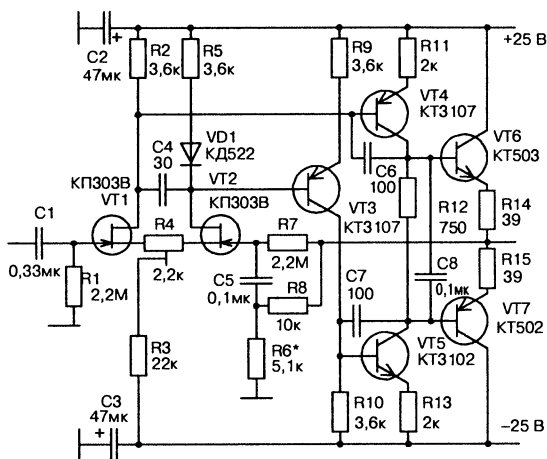 C2
47мк
+
R2
3,6к
R5
3,6к
R9
3,6к
R11
2к
+25 В
VT4
КТ3107
VD1
КД522
C4
30
VT2
КП303В
КП303В
VT1
C6
100
VT6
КТ503
C1
0,33мк
R1
2,2М
R4
2,2к
R7
2,2М
VT3
КТ3107
R12
750
R14
39
C5
0,1мк
R8
10к
C7
100
C8
0,1мк
R15
39
R3
22к
R6*
5,1к
VT5
КТ3102
VT7
КТ502
C3
47мк
+
R10
3,6к
R13
2к
−25 В